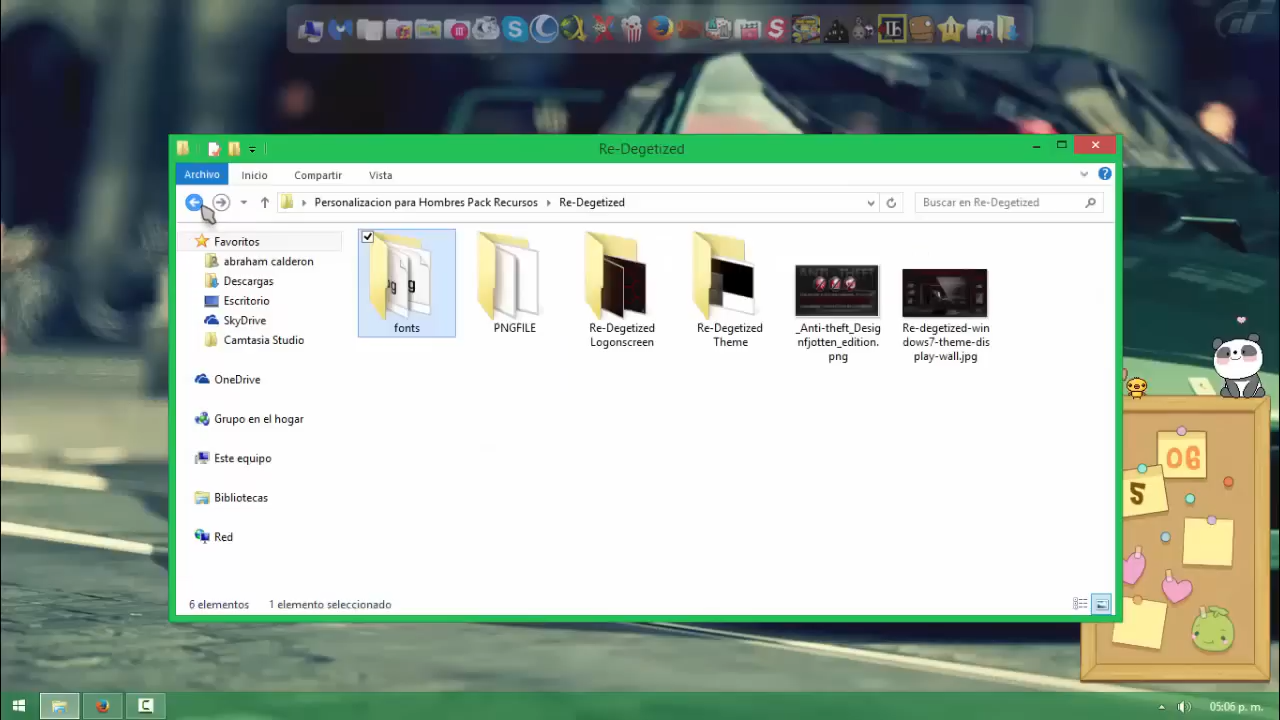 Re-Degetized
Archivo Inicio Compartir Vista
Personalizacion para Hombres Pack Recursos Re-Degetized
Buscar en Re-Degetized
Favoritos
abraham calderon
Descargas
Escritorio
SkyDrive
Camtasia Studio
OneDrive
Grupo en el hogar
Este equipo
Bibliotecas
Red
fonts
PNGFILE
Re-Degetized
Logonscreen
Re-Degetized
Theme
_Anti-theft_Desig
nfjotten_edition.
png
Re-degetized-win
dows7-theme-dis
play-wall.jpg
ANTI-THEFT
06
5
6 elementos 1 elemento seleccionado
05:06 p. m.